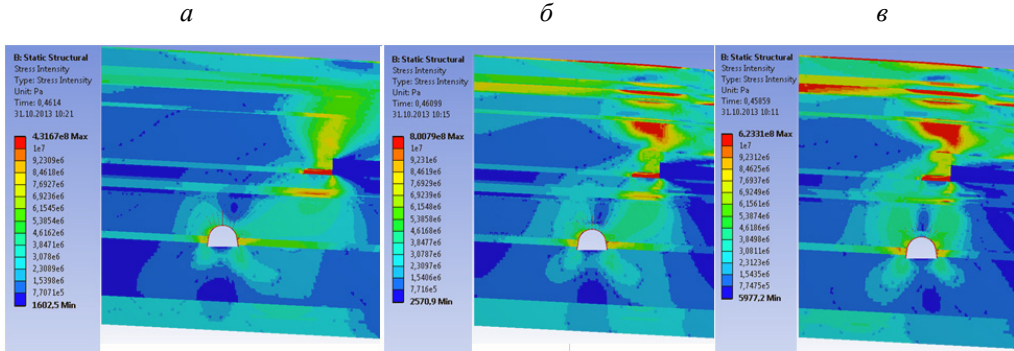 а
б
в
B: Static Structural
Stress Intensity
Type: Stress Intensity
Unit: Pa
Time: 0,4614
31.10.2013 10:21
4,3167e8 Max
1e7
9,2309e6
8,4618e6
7,6927e6
6,9236e6
6,1545e6
5,3854e6
4,6162e6
3,8471e6
3,078e6
2,3089e6
1,5398e6
7,7071e5
1602,5 Min
B: Static Structural
Stress Intensity
Type: Stress Intensity
Unit: Pa
Time: 0,46099
31.10.2013 10:15
8,0079e8 Max
1e7
9,231e6
8,4619e6
7,6929e6
6,9239e6
6,1548e6
5,3858e6
4,6168e6
3,8477e6
3,0787e6
2,3097e6
1,5406e6
7,716e5
2570,9 Min
B: Static Structural
Stress Intensity
Type: Stress Intensity
Unit: Pa
Time: 0,45059
31.10.2013 10:11
6,2331e8 Max
1e7
9,2312e6
8,4625e6
7,6937e6
6,9249e6
6,1561e6
5,3874e6
4,6186e6
3,8498e6
3,0811e6
2,3123e6
1,5435e6
7,7475e5
5977,2 Min